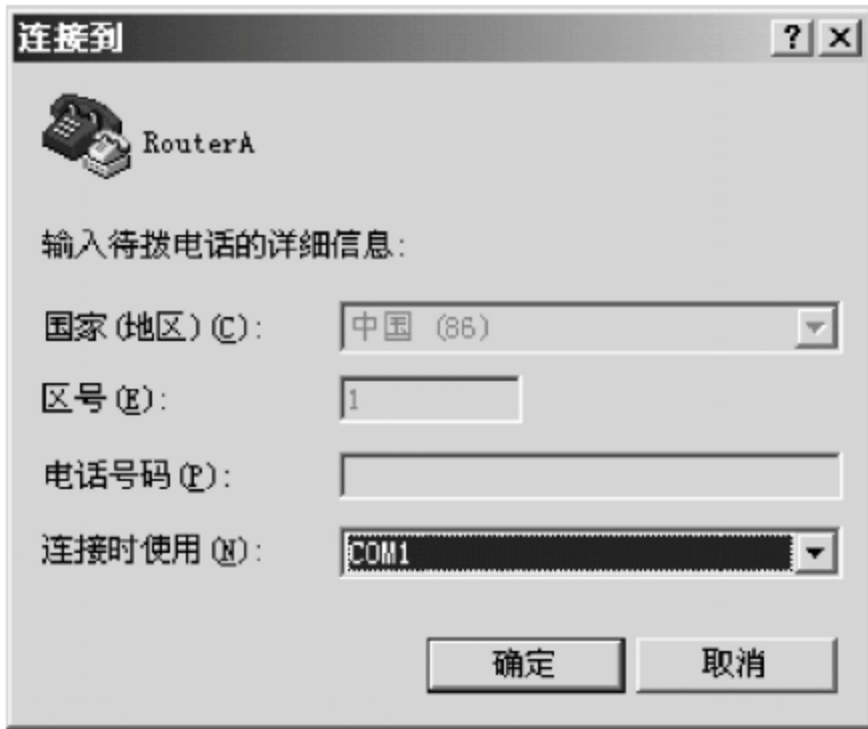 连接到
RouterA
输入待拨电话的详细信息:
国家(地区)(C): 中国 (86)
区号(E): 1
电话号码(P):
连接时使用(N): COM1
确定 取消